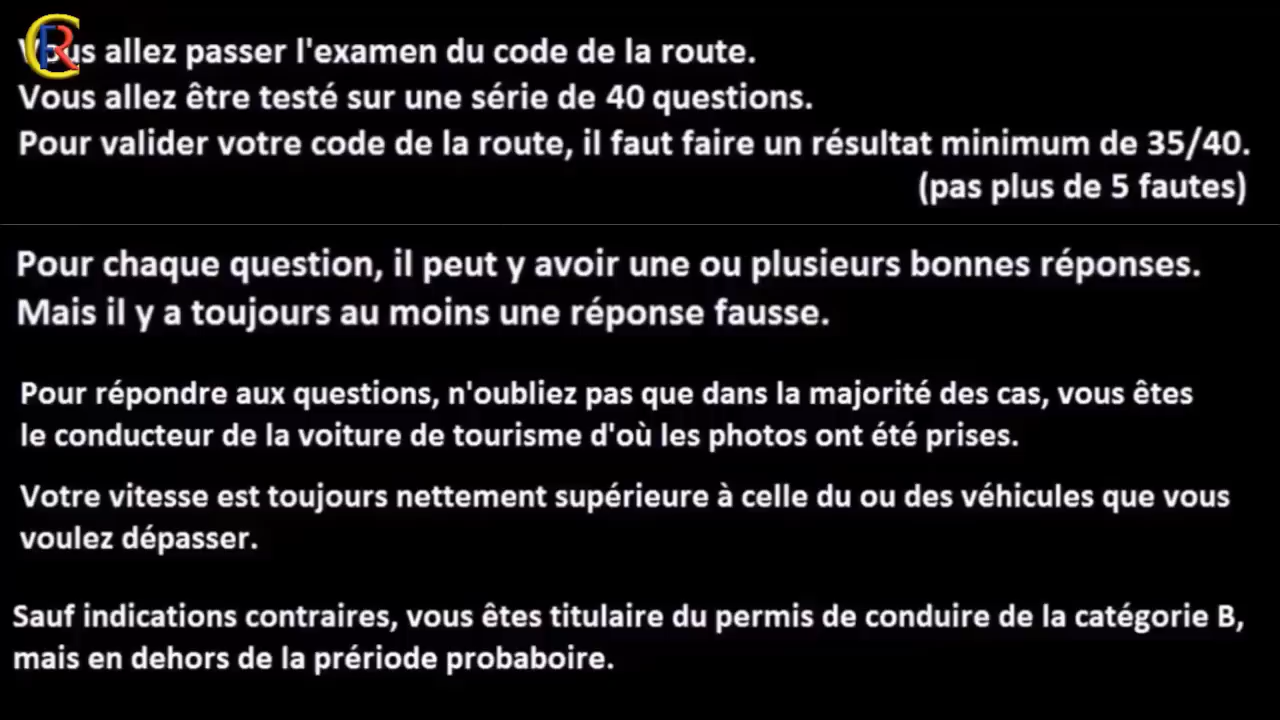 Vous allez passer l'examen du code de la route.
Vous allez être testé sur une série de 40 questions.
Pour valider votre code de la route, il faut faire un résultat minimum de 35/40.
(pas plus de 5 fautes)
Pour chaque question, il peut y avoir une ou plusieurs bonnes réponses.
Mais il y a toujours au moins une réponse fausse.
Pour répondre aux questions, n'oubliez pas que dans la majorité des cas, vous êtes
le conducteur de la voiture de tourisme d'où les photos ont été prises.
Votre vitesse est toujours nettement supérieure à celle du ou des véhicules que vous
voulez dépasser.
Sauf indications contraires, vous êtes titulaire du permis de conduire de la catégorie B,
mais en dehors de la prériode probaboire.